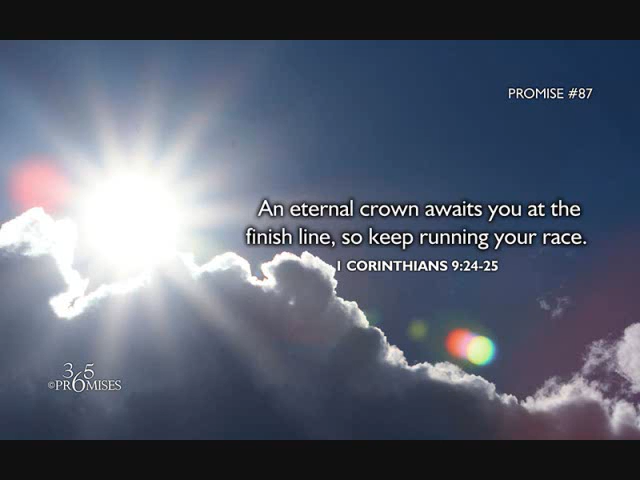 PROMISE #87
An eternal crown awaits you at the
finish line, so keep running your race.
1 CORINTHIANS 9:24-25
365
©PROMISES